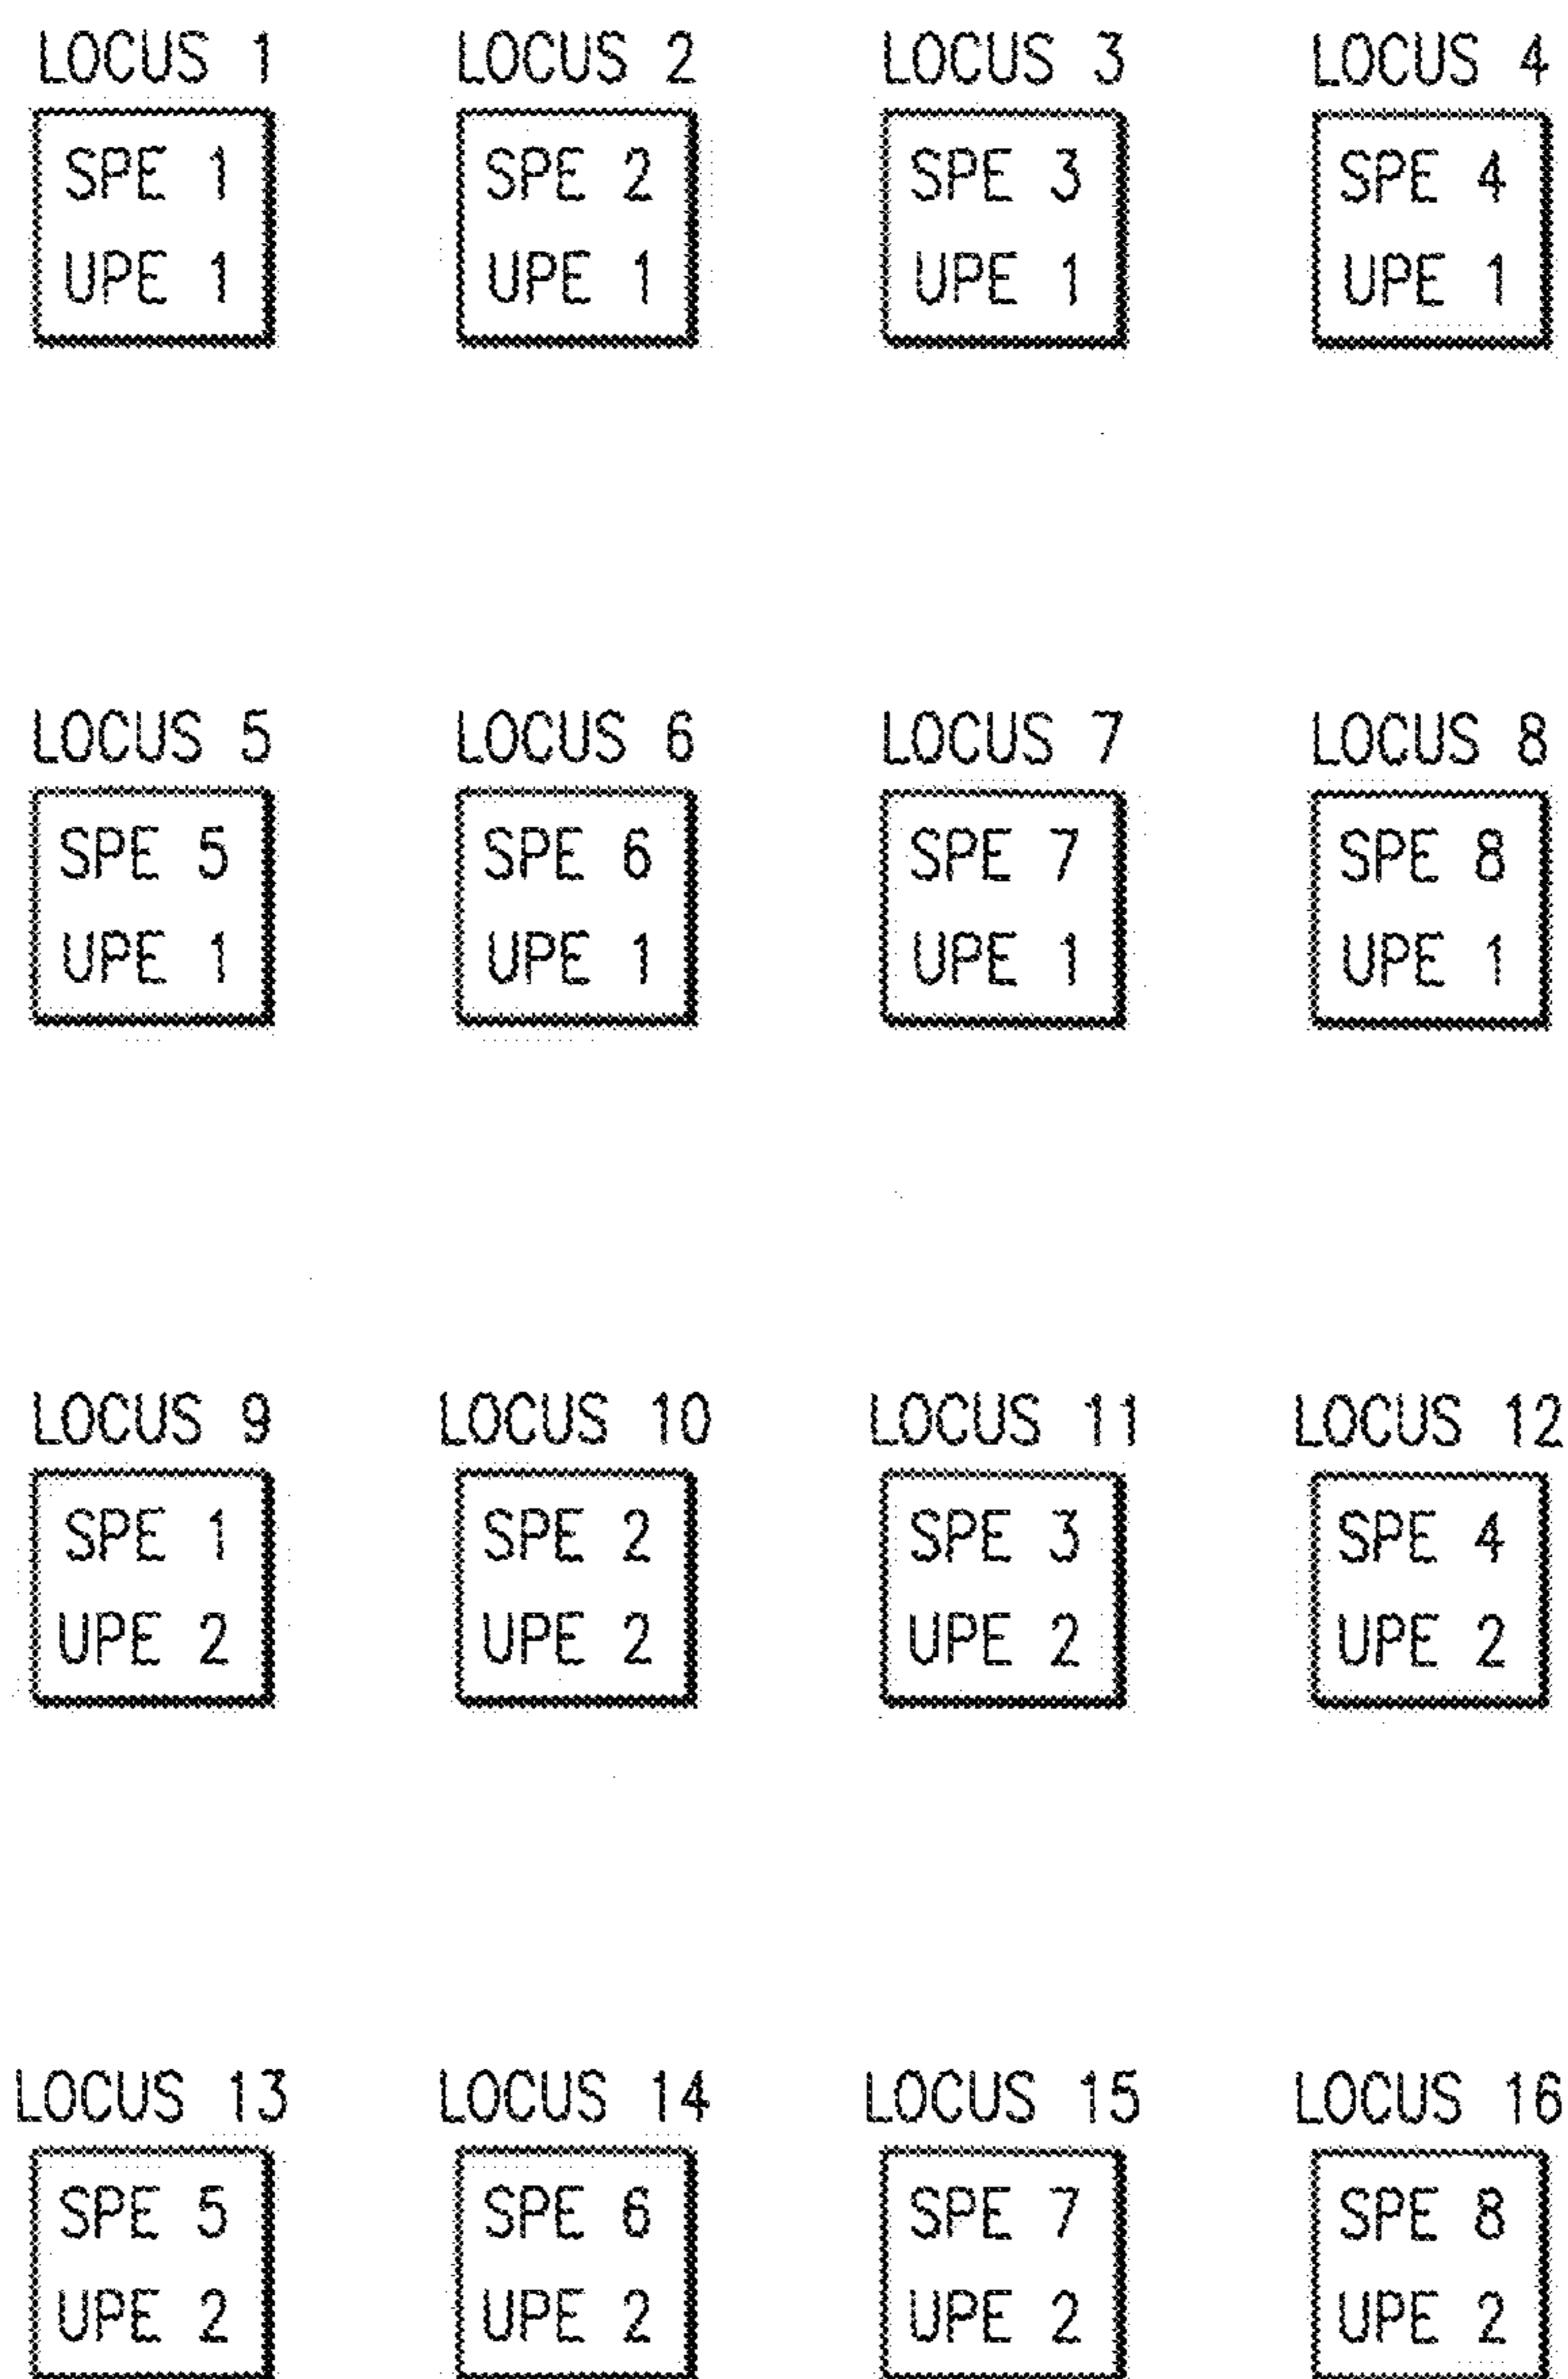 LOCUS 1 LOCUS 2 LOCUS 3 LOCUS 4
SPE 1 SPE 2 SPE 3 SPE 4
UPE 1 UPE 1 UPE 1 UPE 1
LOCUS 5 LOCUS 6 LOCUS 7 LOCUS 8
SPE 5 SPE 6 SPE 7 SPE 8
UPE 1 UPE 1 UPE 1 UPE 1
LOCUS 9 LOCUS 10 LOCUS 11 LOCUS 12
SPE 1 SPE 2 SPE 3 SPE 4
UPE 2 UPE 2 UPE 2 UPE 2
LOCUS 13 LOCUS 14 LOCUS 15 LOCUS 16
SPE 5 SPE 6 SPE 7 SPE 8
UPE 2 UPE 2 UPE 2 UPE 2